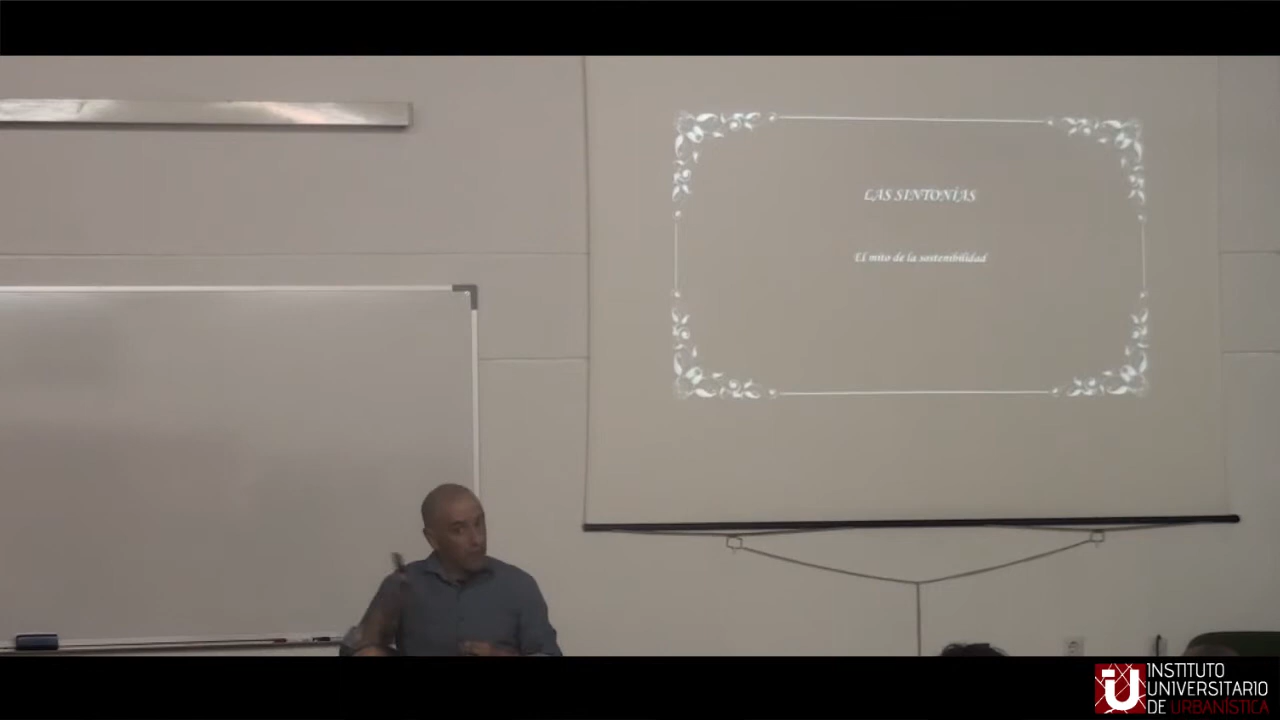 LAS SINTONÍAS
El mito de la sostenibilidad
INSTITUTO
UNIVERSITARIO
DE URBANÍSTICA